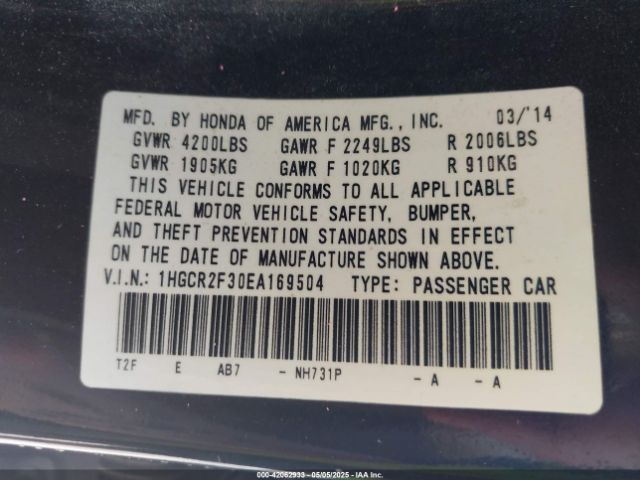 MFD. BY HONDA OF AMERICA MFG., INC. 03/'14
GVWR 4200LBS GAWR F 2249LBS R 2006LBS
GVWR 1905KG GAWR F 1020KG R 910KG
THIS VEHICLE CONFORMS TO ALL APPLICABLE
FEDERAL MOTOR VEHICLE SAFETY, BUMPER,
AND THEFT PREVENTION STANDARDS IN EFFECT
ON THE DATE OF MANUFACTURE SHOWN ABOVE.
V.I.N.: 1HGCR2F30EA169504 TYPE: PASSENGER CAR
T2F E AB7 - NH731P - A - A
000-42062933 - 05/05/2025 - IAA Inc.